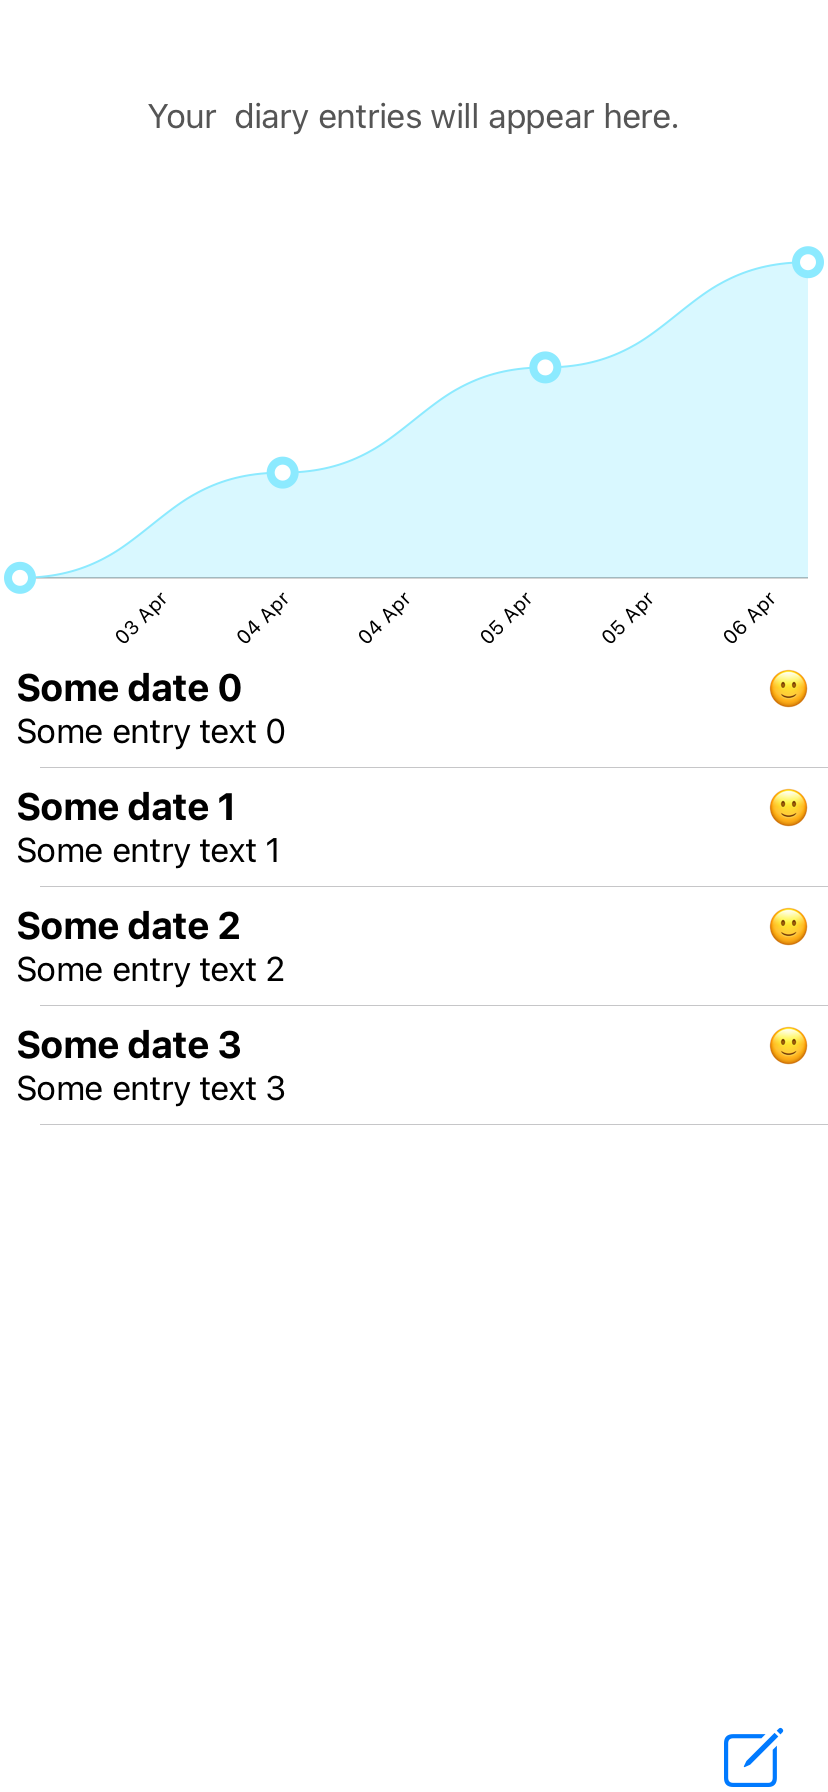 Your  diary entries will appear here.
03 Apr
04 Apr
04 Apr
05 Apr
05 Apr
06 Apr
Some date 0
Some entry text 0
Some date 1
Some entry text 1
Some date 2
Some entry text 2
Some date 3
Some entry text 3